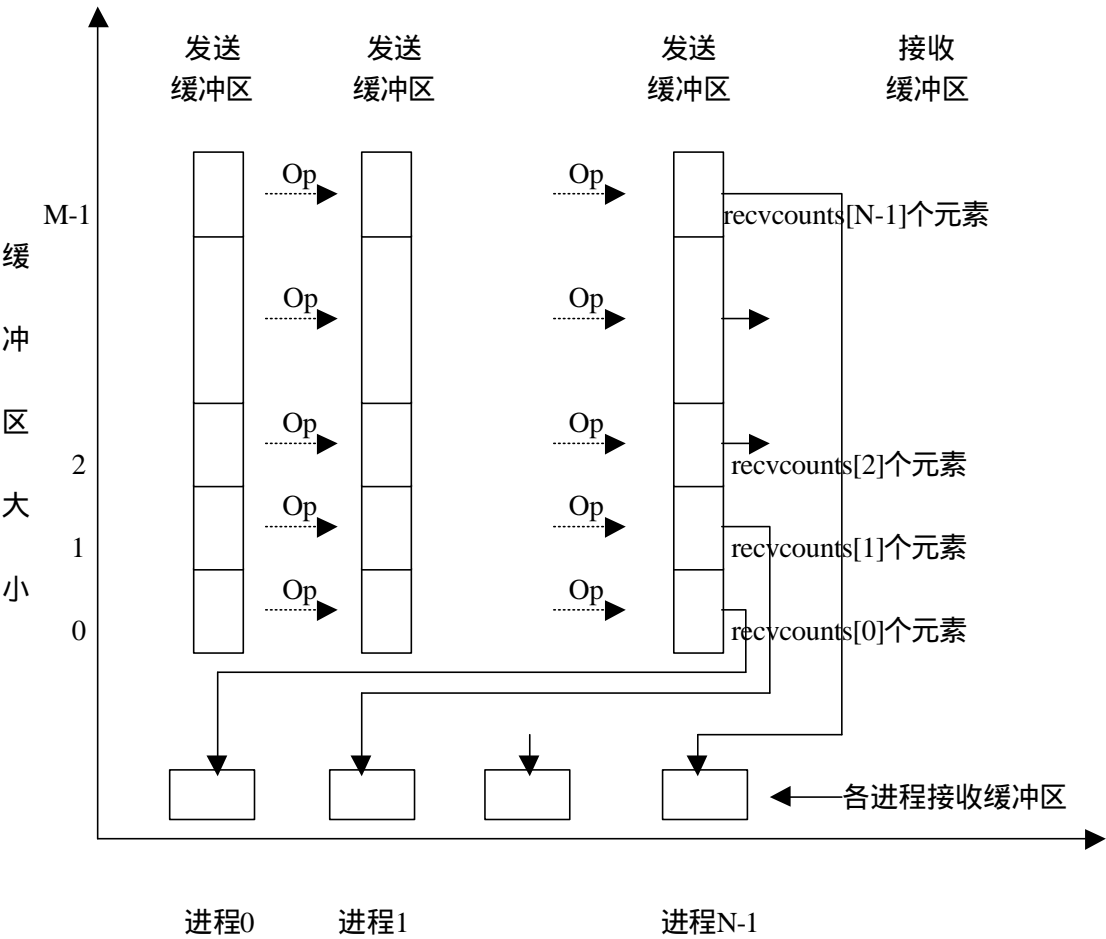 发送 发送 发送 接收
缓冲区 缓冲区 缓冲区 缓冲区
Op Op
M-1 recvcounts[N-1]个元素
缓
Op Op
冲
Op Op
区
2 recvcounts[2]个元素
Op Op
大
1 recvcounts[1]个元素
Op Op
小
0 recvcounts[0]个元素
各进程接收缓冲区
进程0 进程1 进程N-1